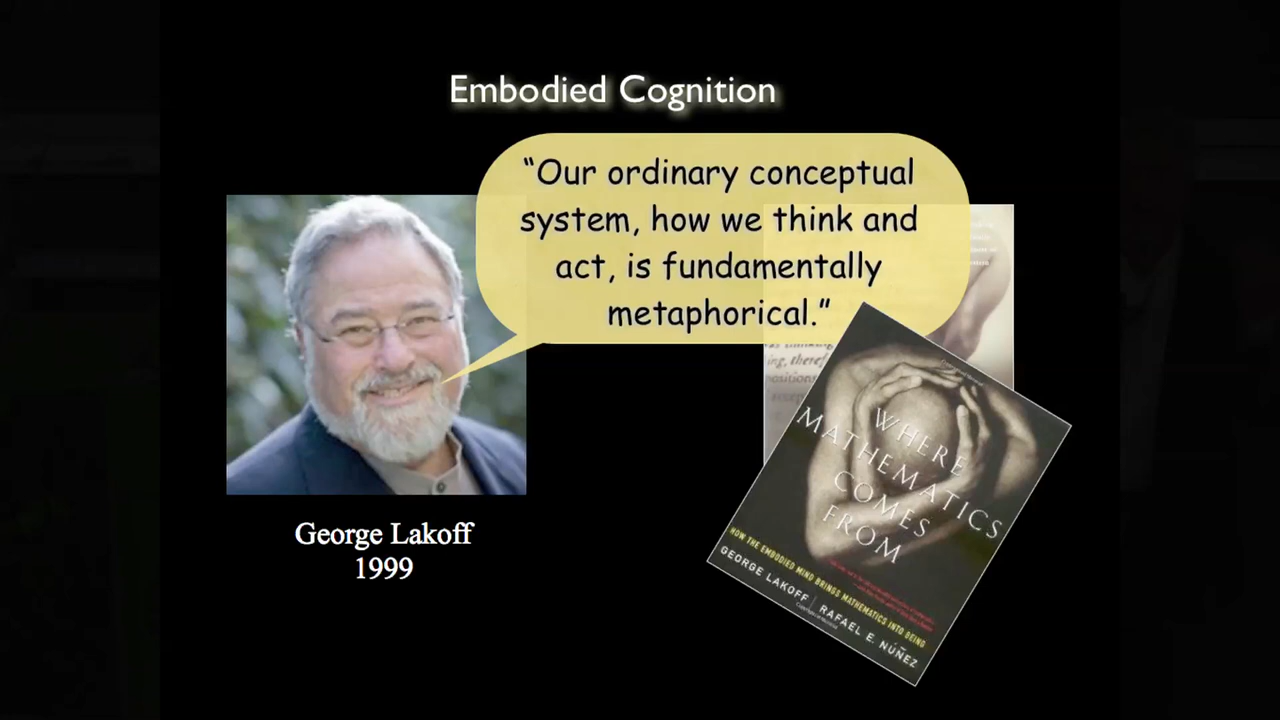 Embodied Cognition
“Our ordinary conceptual
system, how we think and
act, is fundamentally
metaphorical.”
George Lakoff
1999
WHERE
MATHEMATICS
COMES
FROM
HOW THE EMBODIED MIND BRINGS MATHEMATICS INTO BEING
GEORGE LAKOFF | RAFAEL E. NÚÑEZ